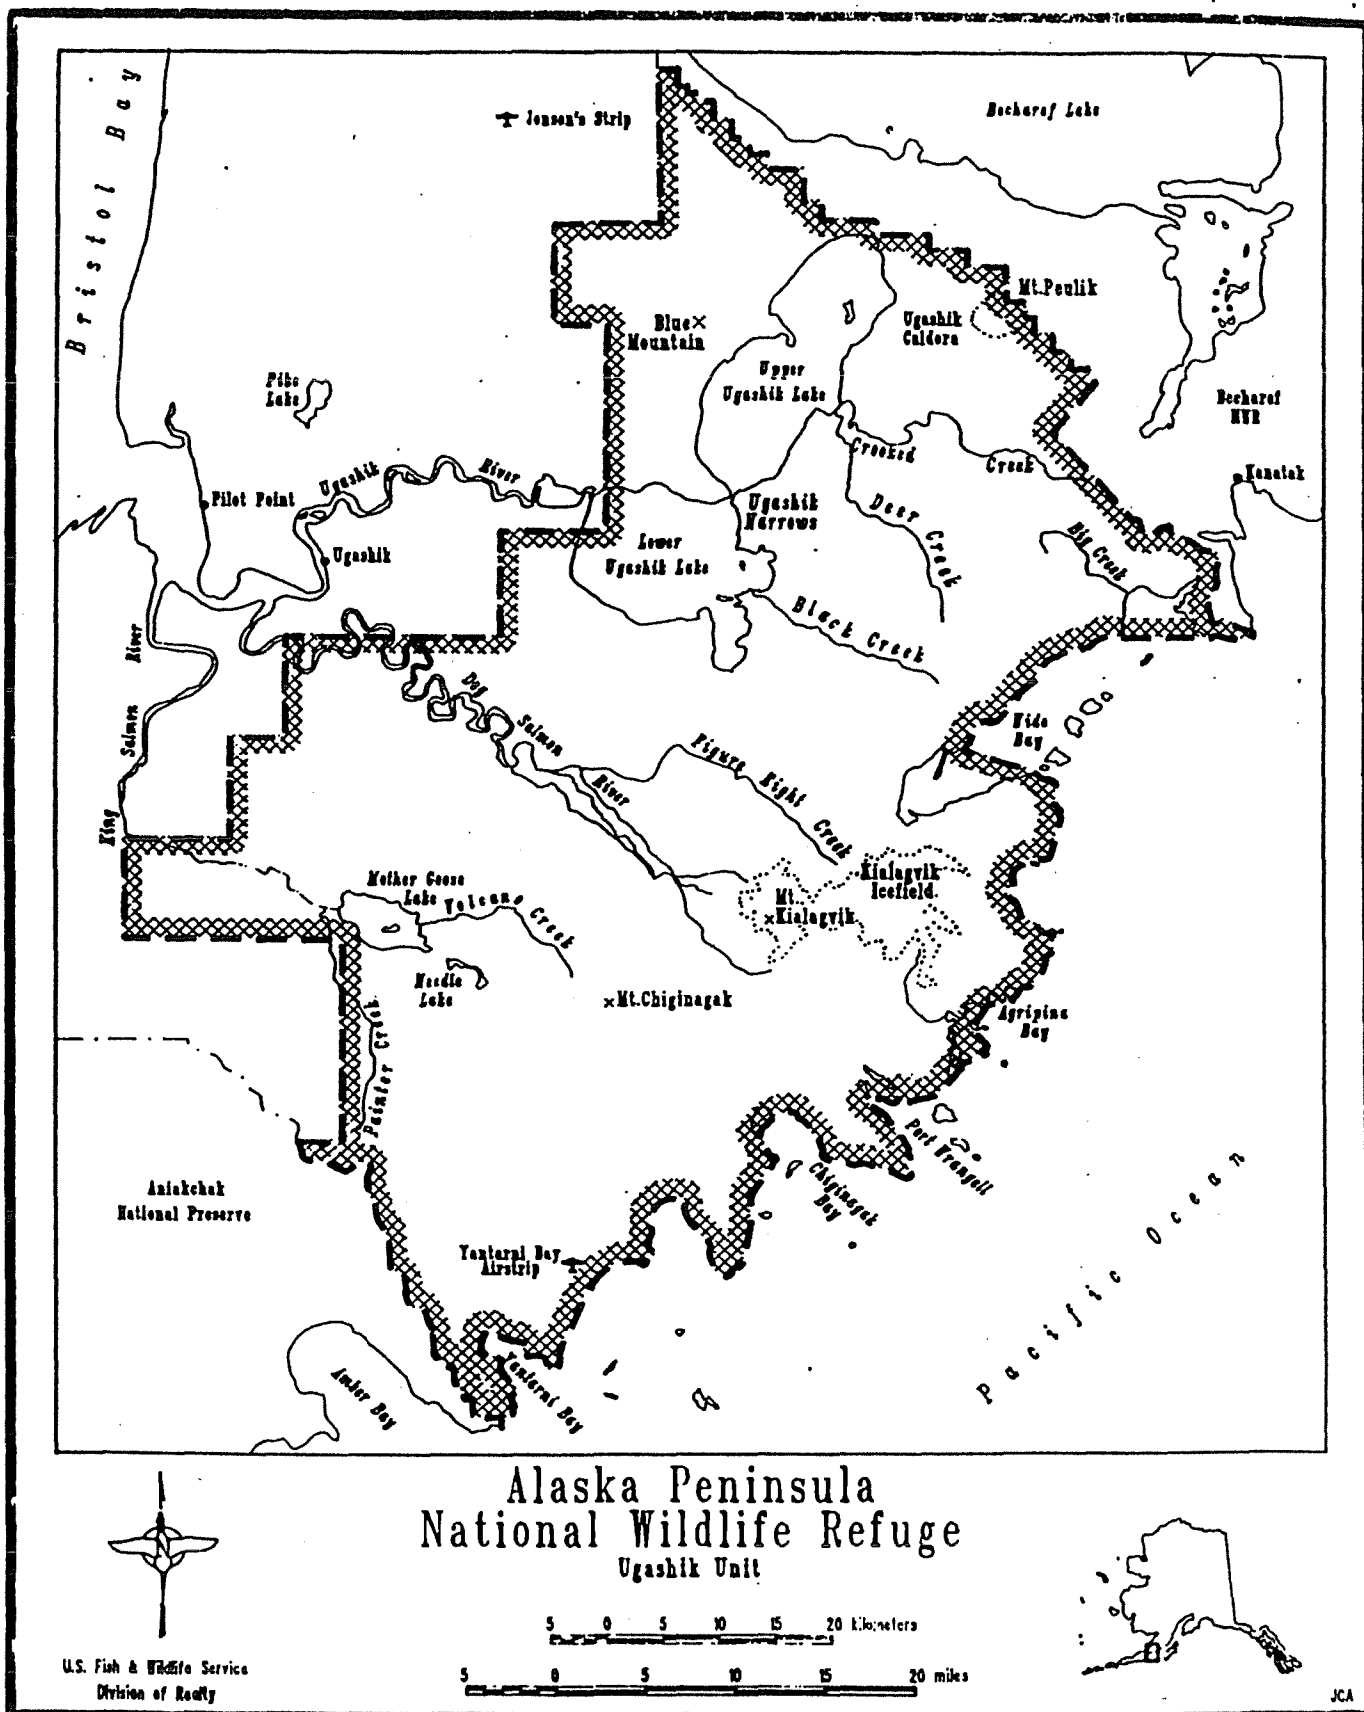 Bristol Bay
Jensen's Strip
Becharof Lake
Mt.Peulik
Ugashik
Caldera
Blue
Mountain
Upper
Ugashik Lake
Pike
Lake
Becharof
NWR
Crooked
Creek
Kanatak
Ugashik
River
Pilot Point
Ugashik
Narrows
Deer Creek
Big Creek
Lower
Ugashik Lake
Ugashik
Black Creek
King
Salmon
River
Dog
Salmon
River
Wide
Bay
Figure Eight
Creek
Mother Goose
Lake
Volcano Creek
Kialagvik
Icefield
Mt.
Kialagvik
Needle
Lake
Mt.Chiginagak
Agripina
Bay
Painter Creek
Port Wrangell
Chiginagak
Bay
Aniakchak
National Preserve
Yantarni Bay
Airstrip
Pacific Ocean
Amber Bay
Yantarni Bay
Alaska Peninsula
National Wildlife Refuge
Ugashik Unit
N
5 0 5 10 15 20 kilometers
5 0 5 10 15 20 miles
U.S. Fish & Wildlife Service
Division of Realty
JCA